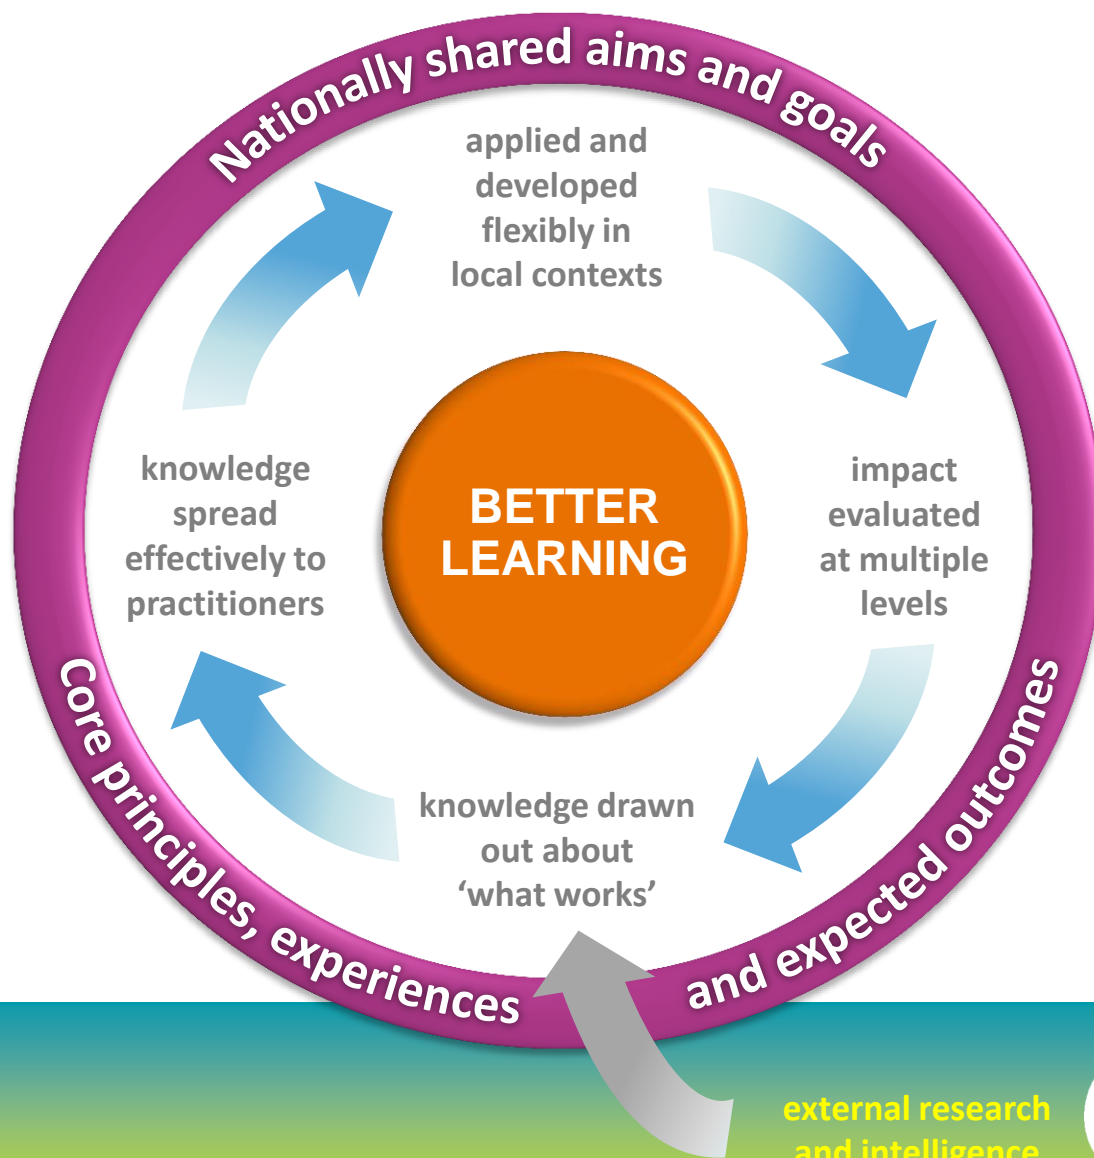 Nationally shared aims and goals
applied and
developed
flexibly in
local contexts
knowledge
spread
effectively to
practitioners
BETTER
LEARNING
impact
evaluated
at multiple
levels
knowledge drawn
out about
‘what works’
Core principles, experiences
and expected outcomes
external research
and intelligence